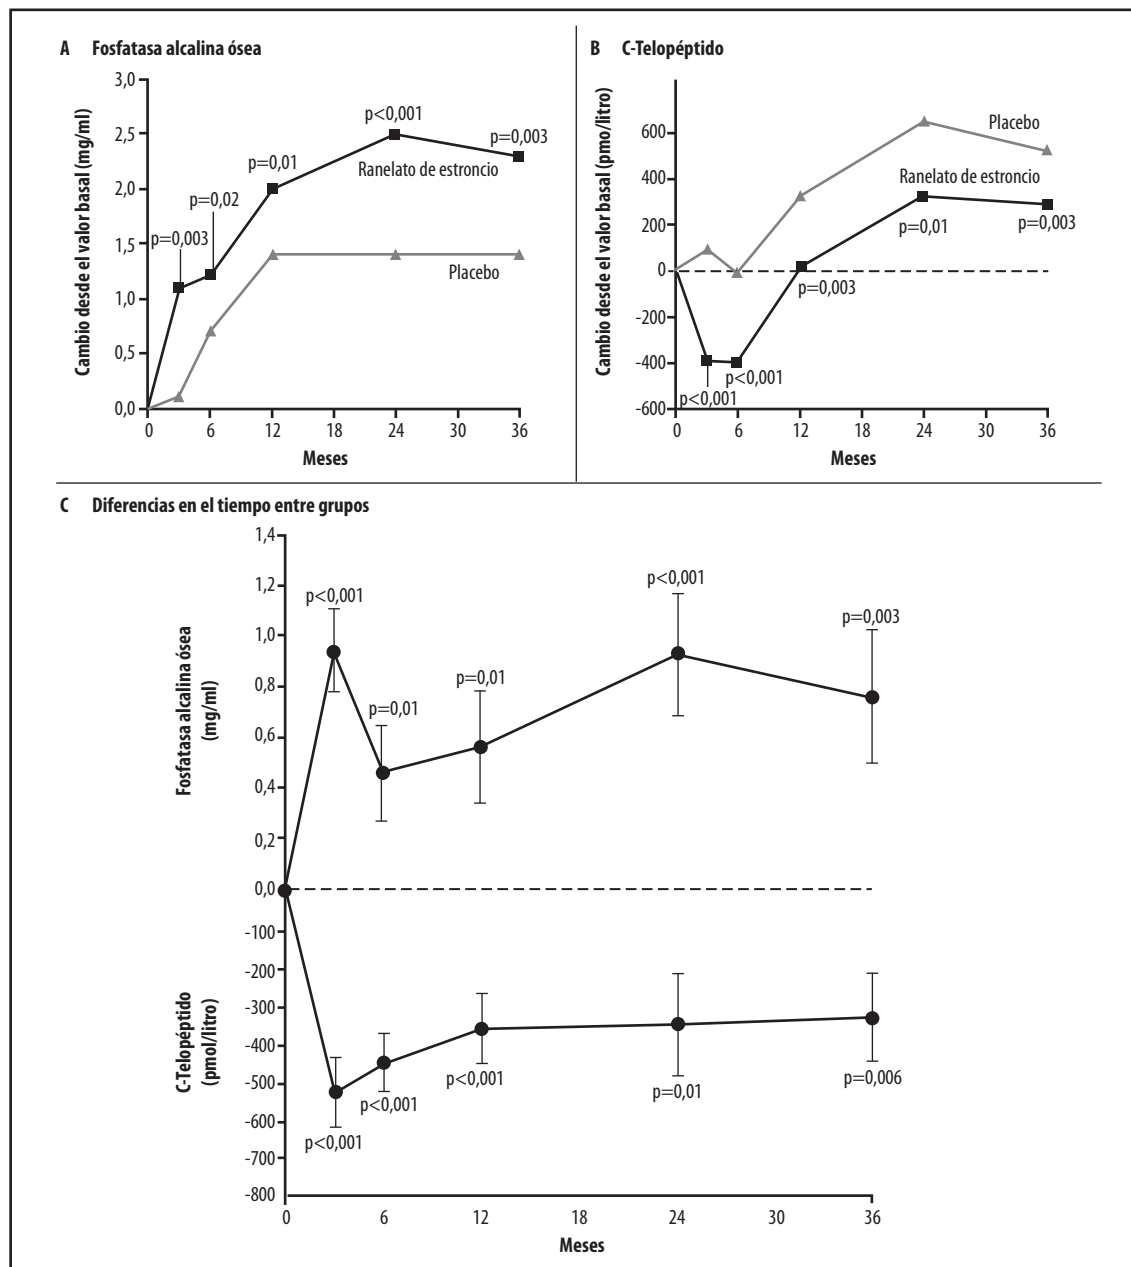 A Fosfatasa alcalina ósea
Cambio desde el valor basal (mg/ml)
3,0
2,5
2,0
1,5
1,0
0,5
0,0
p=0,003
p=0,02
p=0,01
p<0,001
p=0,003
Ranelato de estroncio
Placebo
0 6 12 18 24 30 36
Meses
B C-Telopéptido
Cambio desde el valor basal (pmo/litro)
600
400
200
0
-200
-400
-600
Placebo
Ranelato de estroncio
p=0,01
p=0,003
p=0,003
p<0,001
p<0,001
0 6 12 18 24 30 36
Meses
C Diferencias en el tiempo entre grupos
Fosfatasa alcalina ósea
(mg/ml)
1,4
1,2
1,0
0,8
0,6
0,4
0,2
0,0
p<0,001
p=0,01
p=0,01
p<0,001
p=0,003
C-Telopéptido
(pmol/litro)
-100
-200
-300
-400
-500
-600
-700
-800
p<0,001
p<0,001
p<0,001
p=0,01
p=0,006
0 6 12 18 24 30 36
Meses